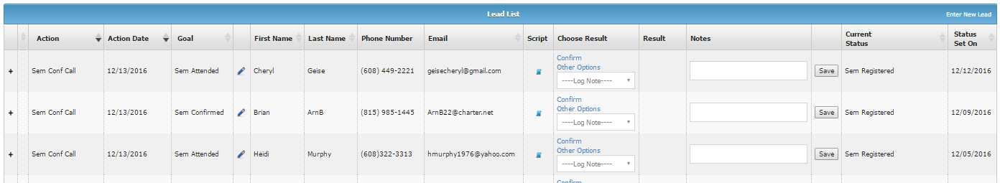 Lead List
Enter New Lead
Action Action Date Goal First Name Last Name Phone Number Email Script Choose Result Result Notes Current Status Status Set On
+ Sem Conf Call 12/13/2016 Sem Attended Cheryl Geise (608) 449-2221 geisecheryl@gmail.com Confirm
Other Options
----Log Note---- Save Sem Registered 12/12/2016
+ Sem Conf Call 12/13/2016 Sem Confirmed Brian ArnB (815) 985-1445 ArnB22@charter.net Confirm
Other Options
----Log Note---- Save Sem Registered 12/09/2016
+ Sem Conf Call 12/13/2016 Sem Attended Heidi Murphy (608)322-3313 hmurphy1976@yahoo.com Confirm
Other Options
----Log Note---- Save Sem Registered 12/05/2016
Confirm